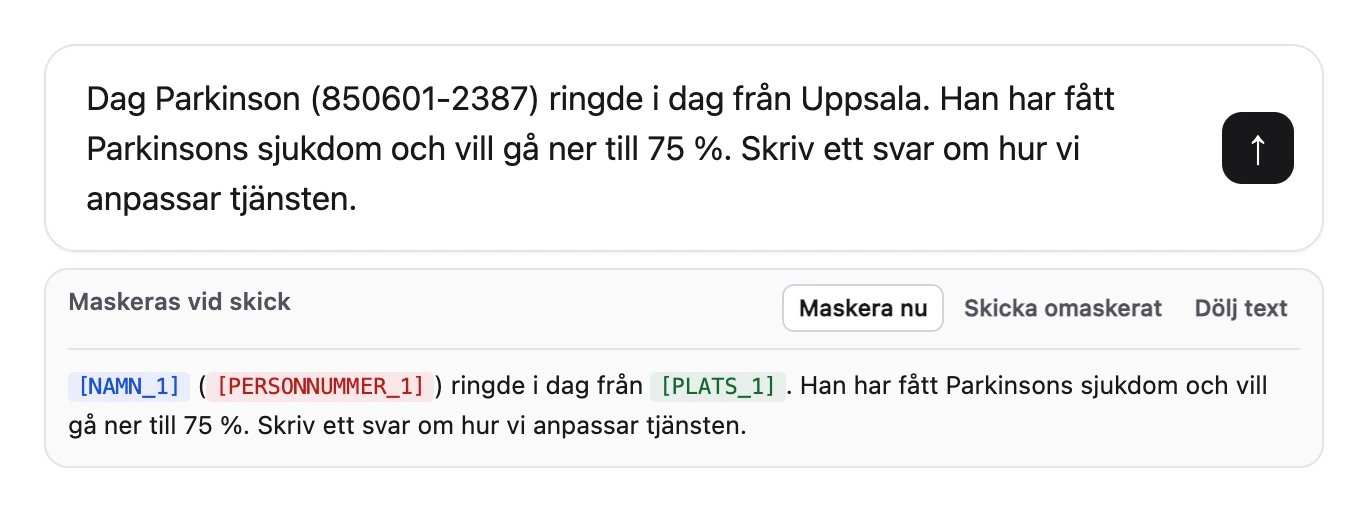 Dag Parkinson (850601-2387) ringde i dag från Uppsala. Han har fått
Parkinsons sjukdom och vill gå ner till 75 %. Skriv ett svar om hur vi
anpassar tjänsten.
↑
Maskeras vid skick
Maskera nu
Skicka omaskerat
Dölj text
[NAMN_1] ([PERSONNUMMER_1]) ringde i dag från [PLATS_1]. Han har fått Parkinsons sjukdom och vill
gå ner till 75 %. Skriv ett svar om hur vi anpassar tjänsten.